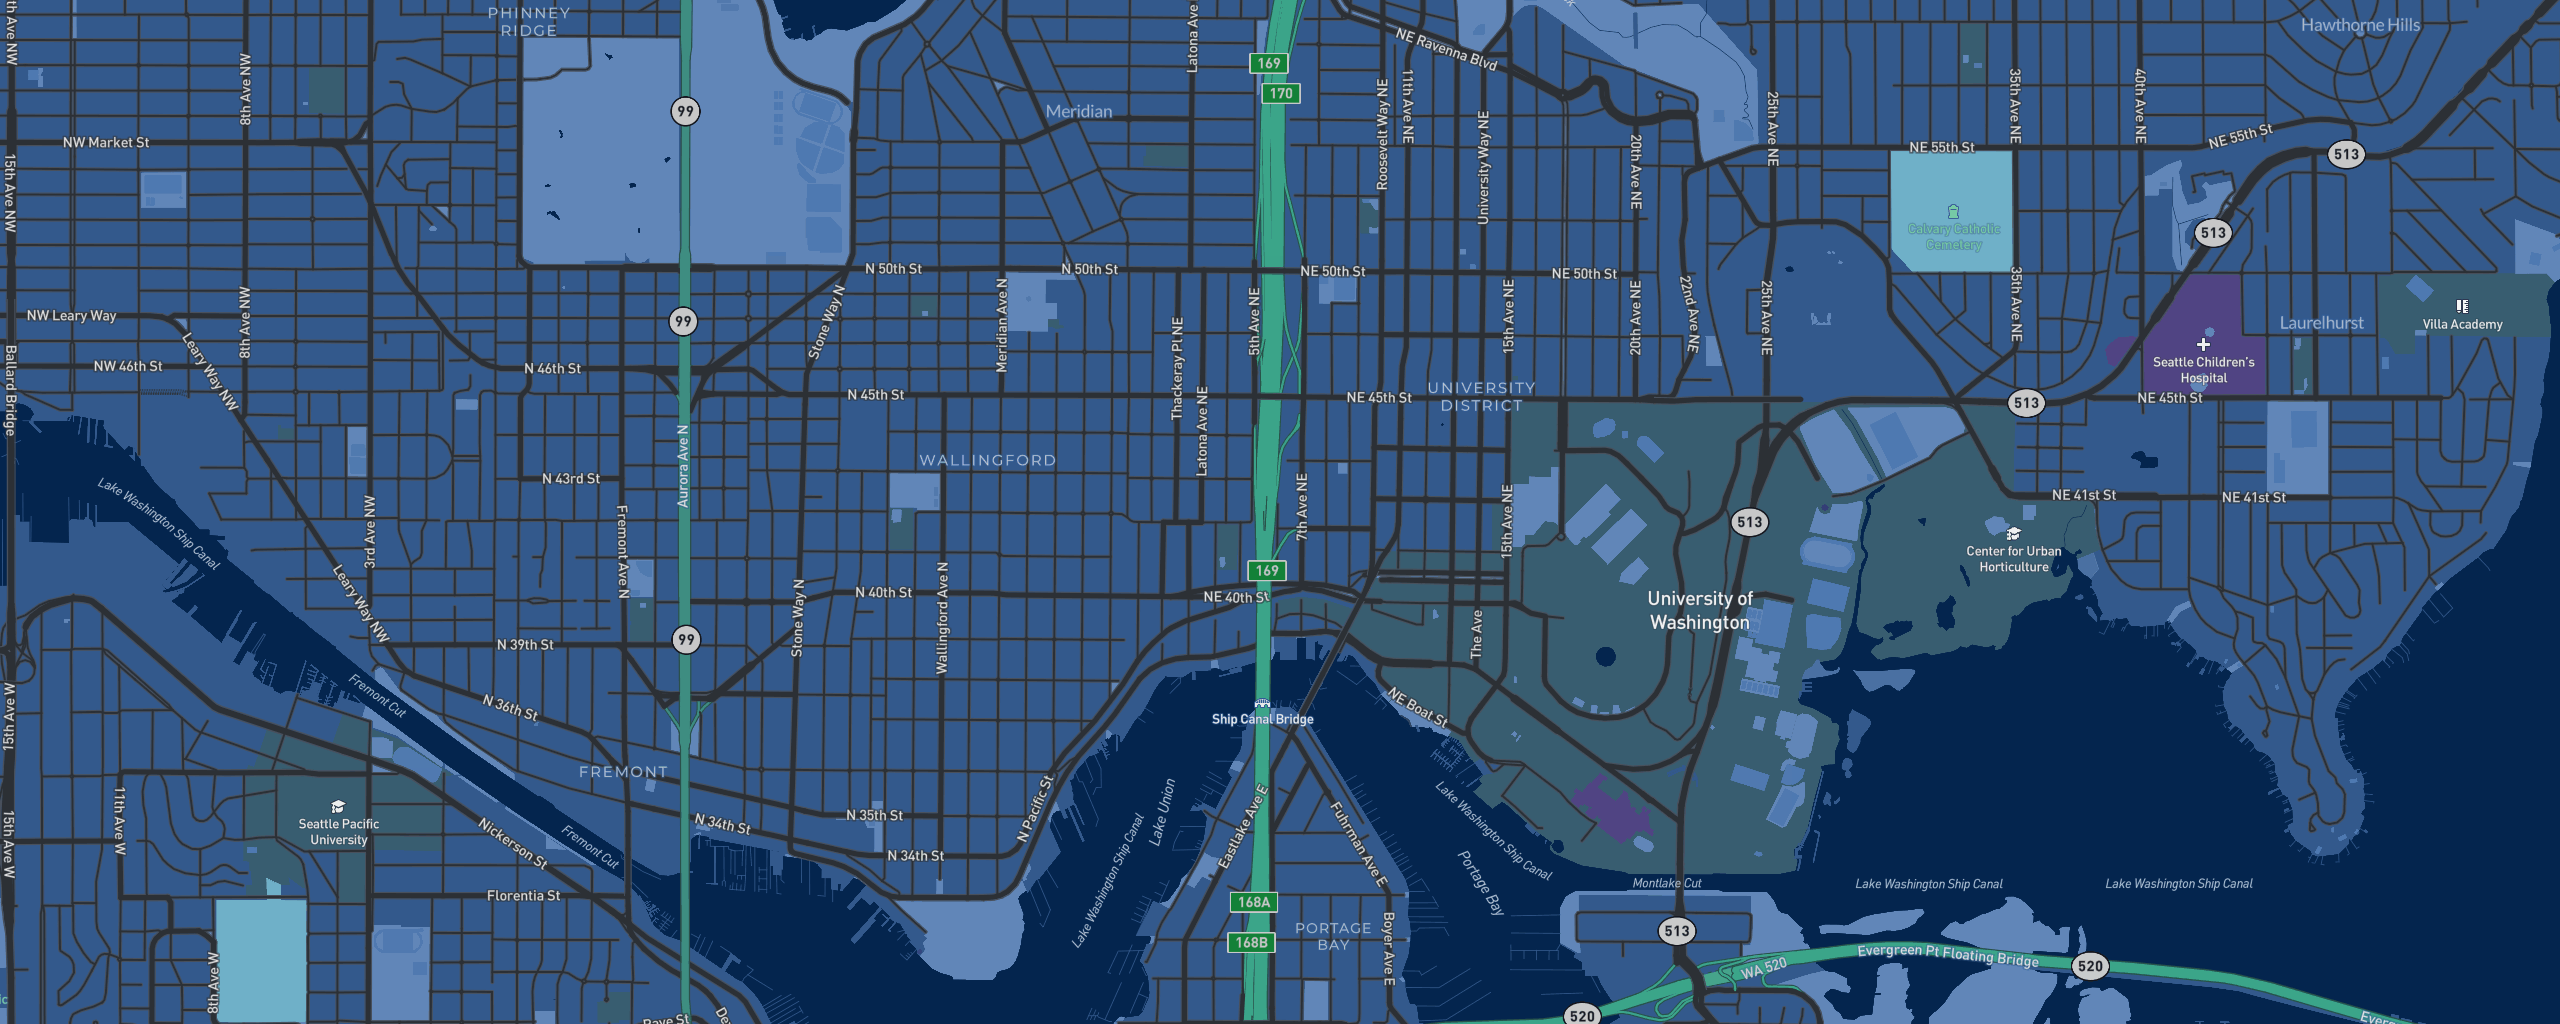 PHINNEY
RIDGE
Hawthorne Hills
NE Ravenna Blvd
Latona Ave
169
170
99
Meridian
8th Ave NW
Roosevelt Way NE
11th Ave NE
University Way NE
20th Ave NE
25th Ave NE
35th Ave NE
40th Ave NE
NW Market St
15th Ave NW
NE 55th St
NE 55th St
513
513
Calvary Catholic
Cemetery
N 50th St
N 50th St
NE 50th St
NE 50th St
NW Leary Way
Leary Way NW
8th Ave NW
99
Stone Way N
Meridian Ave N
Thackeray Pl NE
5th Ave NE
15th Ave NE
20th Ave NE
22nd Ave NE
25th Ave NE
35th Ave NE
Laurelhurst
Villa Academy
Seattle Children's
Hospital
NW 46th St
N 46th St
N 45th St
NE 45th St
UNIVERSITY
DISTRICT
513
NE 45th St
Ballard Bridge
Latona Ave NE
Aurora Ave N
WALLINGFORD
N 43rd St
7th Ave NE
15th Ave NE
NE 41st St
NE 41st St
Lake Washington Ship Canal
3rd Ave NW
Fremont Ave N
513
Center for Urban
Horticulture
169
Leary Way NW
N 40th St
NE 40th St
Stone Way N
Wallingford Ave N
The Ave
University of
Washington
N 39th St
99
Fremont Cut
N 36th St
Ship Canal Bridge
NE Boat St
15th Ave W
FREMONT
Seattle Pacific
University
11th Ave W
15th Ave W
Nickerson St
Fremont Cut
N 34th St
N 35th St
N 34th St
N Pacific St
Lake Washington Ship Canal
Lake Union
Eastlake Ave E
Fuhrman Ave E
Lake Washington Ship Canal
Portage Bay
Montlake Cut
Lake Washington Ship Canal
Lake Washington Ship Canal
Florentia St
168A
168B
PORTAGE
BAY
Boyer Ave E
513
8th Ave W
WA 520
Evergreen Pt Floating Bridge
520
520